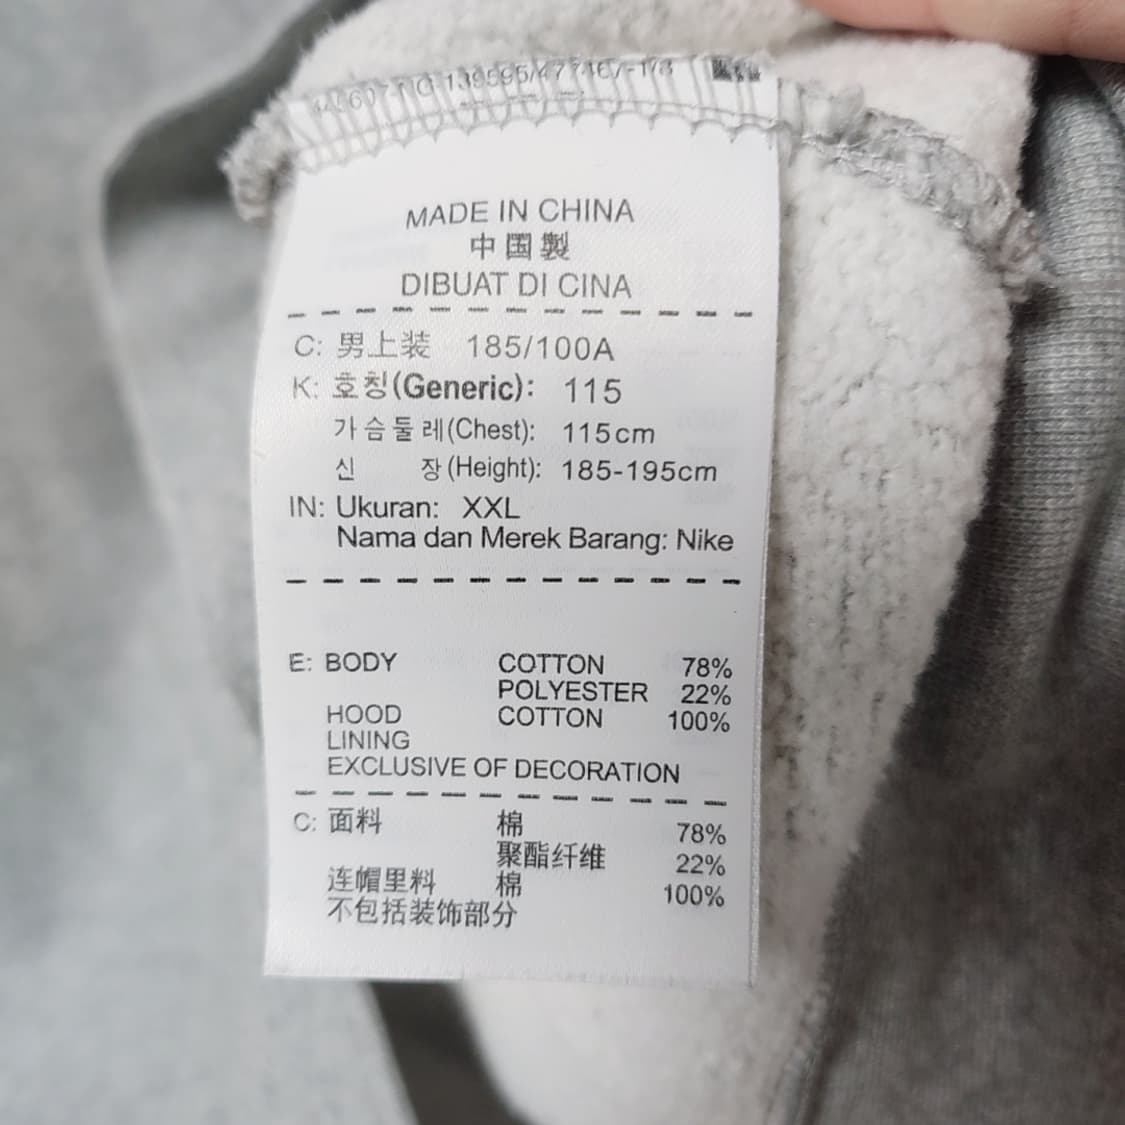 MADE IN CHINA
中国製
DIBUAT DI CINA
C: 男上装 185/100A
K: 호칭(Generic): 115
가슴둘레(Chest): 115cm
신 장(Height): 185-195cm
IN: Ukuran: XXL
Nama dan Merek Barang: Nike
E: BODY COTTON 78%
POLYESTER 22%
HOOD COTTON 100%
LINING
EXCLUSIVE OF DECORATION
C: 面料 棉 78%
聚酯纤维 22%
连帽里料 棉 100%
不包括装饰部分